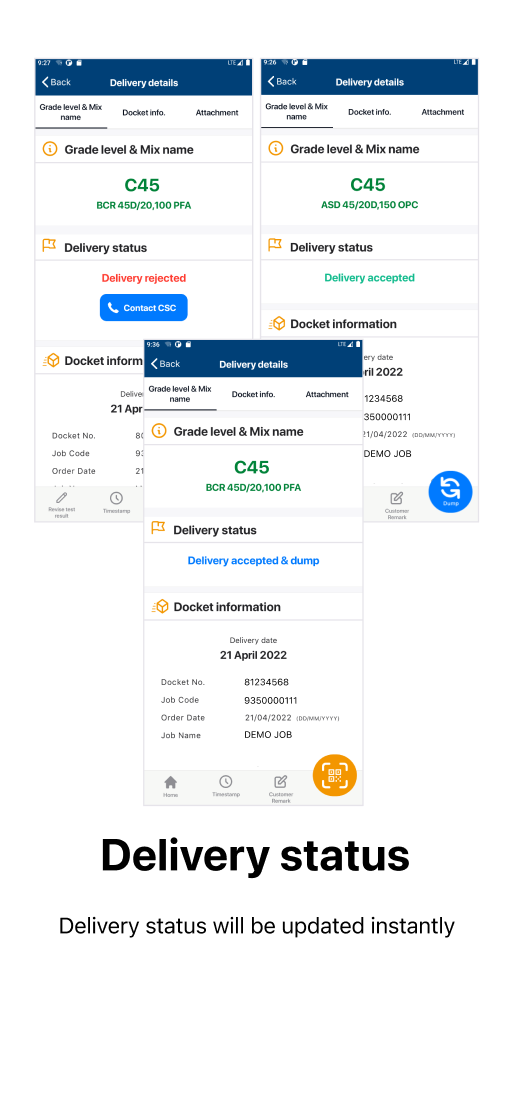 9:27
LTE
Back
Delivery details
Grade level & Mix
name
Docket info.
Attachment
Grade level & Mix name
C45
BCR 45D/20,100 PFA
Delivery status
Delivery rejected
Contact CSC
Docket inform
Delive
21 Apr
Docket No.
Job Code
93
Order Date
21
Revise test
result
Timestamp
9:26
LTE
Back
Delivery details
Grade level & Mix
name
Docket info.
Attachment
Grade level & Mix name
C45
ASD 45/20D,150 OPC
Delivery status
Delivery accepted
Docket information
ery date
ril 2022
1234568
350000111
21/04/2022 (DD/MM/YYYY)
DEMO JOB
Customer
Remark
Dump
9:36
LTE
Back
Delivery details
Grade level & Mix
name
Docket info.
Attachment
Grade level & Mix name
C45
BCR 45D/20,100 PFA
Delivery status
Delivery accepted & dump
Docket information
Delivery date
21 April 2022
Docket No. 81234568
Job Code 9350000111
Order Date 21/04/2022 (DD/MM/YYYY)
Job Name DEMO JOB
Home
Timestamp
Customer
Remark
Delivery status
Delivery status will be updated instantly